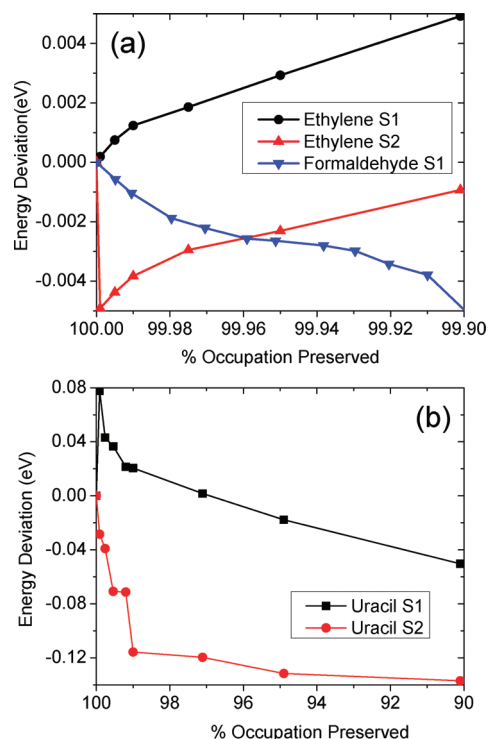 (a)
0.004
0.002
0.000
-0.002
-0.004
Energy Deviation(eV)
Ethylene S1
Ethylene S2
Formaldehyde S1
100.00 99.98 99.96 99.94 99.92 99.90
% Occupation Preserved
(b)
0.08
0.04
0.00
-0.04
-0.08
-0.12
Energy Deviation (eV)
Uracil S1
Uracil S2
100 98 96 94 92 90
% Occupation Preserved